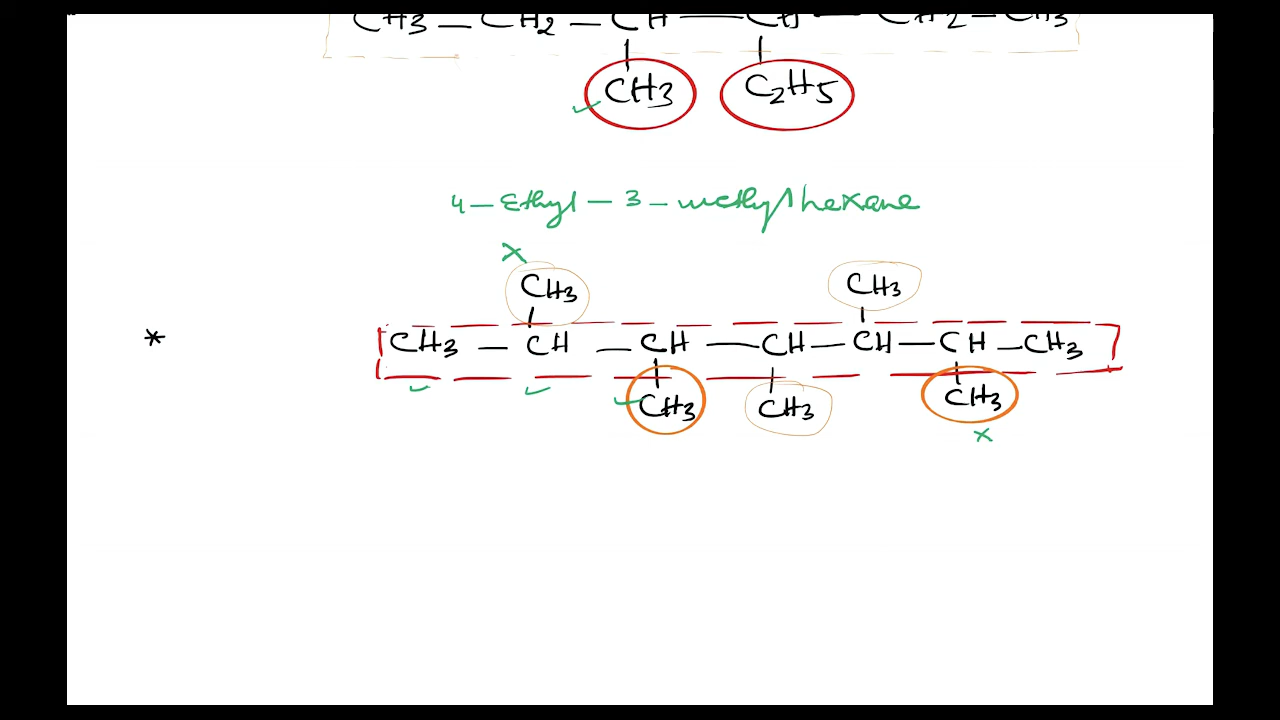 CH3 — CH2 — CH — CH — CH2 — CH3
CH3 C2H5
4 — Ethyl — 3 — methylhexane
CH3 CH3
* CH3 — CH — CH — CH — CH — CH — CH3
CH3 CH3 CH3